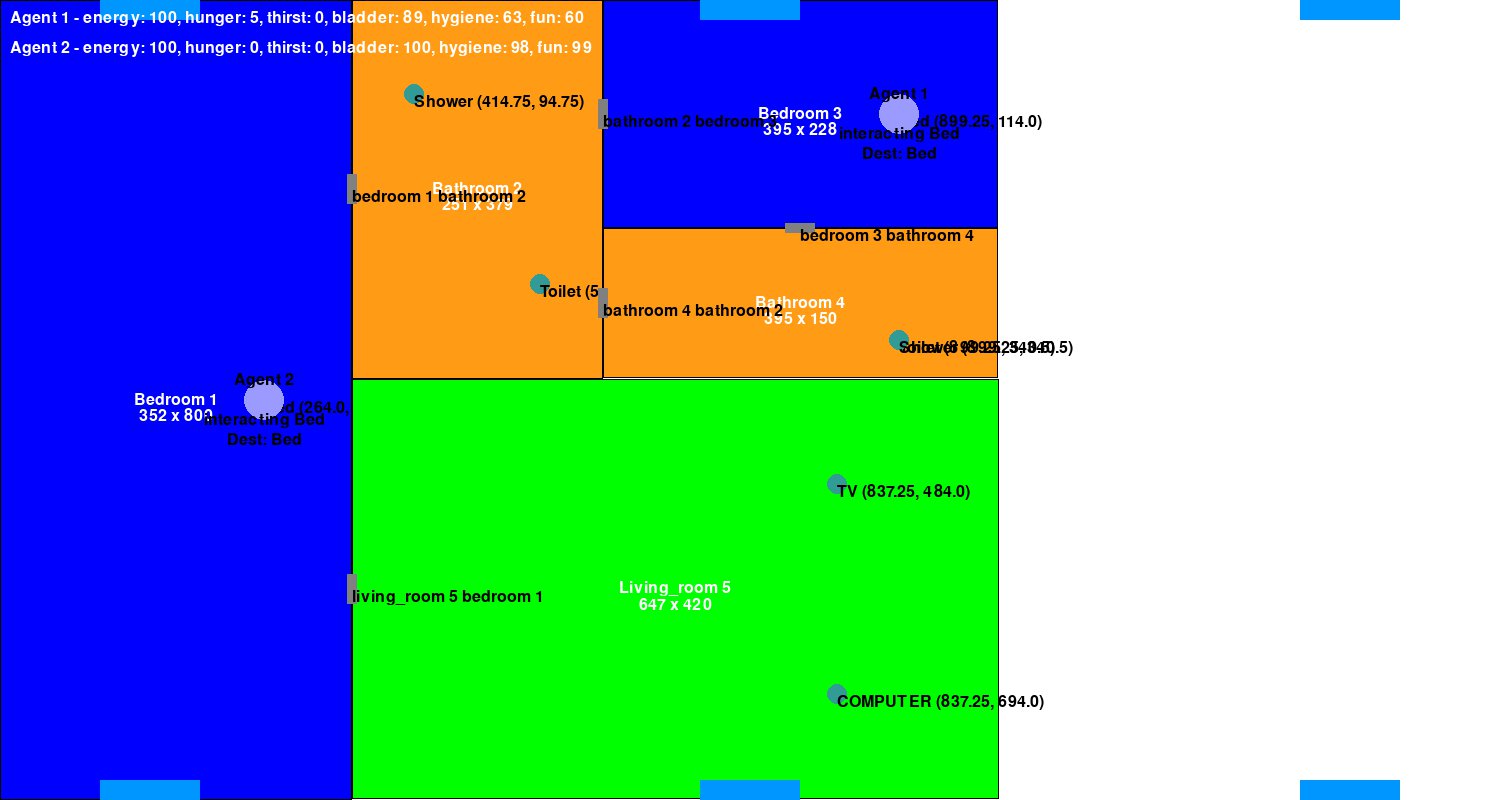 Agent 1 - energy: 100, hunger: 5, thirst: 0, bladder: 89, hygiene: 63, fun: 60
Agent 2 - energy: 100, hunger: 0, thirst: 0, bladder: 100, hygiene: 98, fun: 99
Shower (414.75, 94.75)
Agent 1
Bedroom 3
395 x 228
bathroom 2 bedroom 3
(899.25, 114.0)
interacting Bed
Dest: Bed
Bathroom 2
251 x 379
bedroom 1 bathroom 2
bedroom 3 bathroom 4
Toilet (5
Bathroom 4
395 x 150
bathroom 4 bathroom 2
Agent 2
Bedroom 1
352 x 800
(264.0,
interacting Bed
Dest: Bed
TV (837.25, 484.0)
Living_room 5
647 x 420
living_room 5 bedroom 1
COMPUTER (837.25, 694.0)